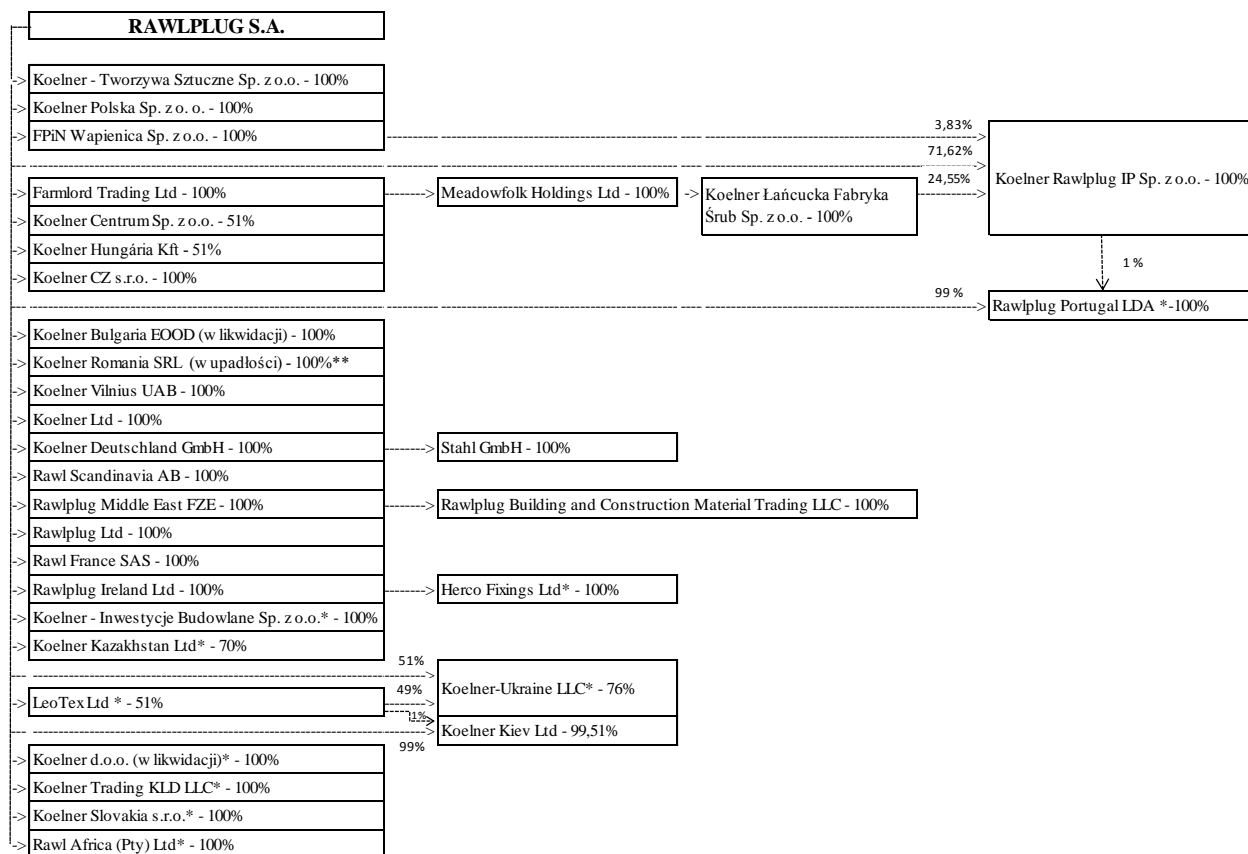 RAWLPLUG S.A.
Koelner - Tworzywa Sztuczne Sp. z o.o. - 100%
Koelner Polska Sp. z o. o. - 100%
FPiN Wapienica Sp. z o.o. - 100%
3,83%
71,62%
24,55%
Koelner Rawlplug IP Sp. z o.o. - 100%
Farmlord Trading Ltd - 100%
Meadowfolk Holdings Ltd - 100%
Koelner Łańcucka Fabryka
Śrub Sp. z o.o. - 100%
Koelner Centrum Sp. z o.o. - 51%
Koelner Hungária Kft - 51%
Koelner CZ s.r.o. - 100%
1 %
99 %
Rawlplug Portugal LDA *-100%
Koelner Bulgaria EOOD (w likwidacji) - 100%
Koelner Romania SRL (w upadłości) - 100%**
Koelner Vilnius UAB - 100%
Koelner Ltd - 100%
Koelner Deutschland GmbH - 100%
Stahl GmbH - 100%
Rawl Scandinavia AB - 100%
Rawlplug Middle East FZE - 100%
Rawlplug Building and Construction Material Trading LLC - 100%
Rawlplug Ltd - 100%
Rawl France SAS - 100%
Rawlplug Ireland Ltd - 100%
Herco Fixings Ltd* - 100%
Koelner - Inwestycje Budowlane Sp. z o.o.* - 100%
Koelner Kazakhstan Ltd* - 70%
51%
49%
Koelner-Ukraine LLC* - 76%
LeoTex Ltd * - 51%
1%
Koelner Kiev Ltd - 99,51%
99%
Koelner d.o.o. (w likwidacji)* - 100%
Koelner Trading KLD LLC* - 100%
Koelner Slovakia s.r.o.* - 100%
Rawl Africa (Pty) Ltd* - 100%